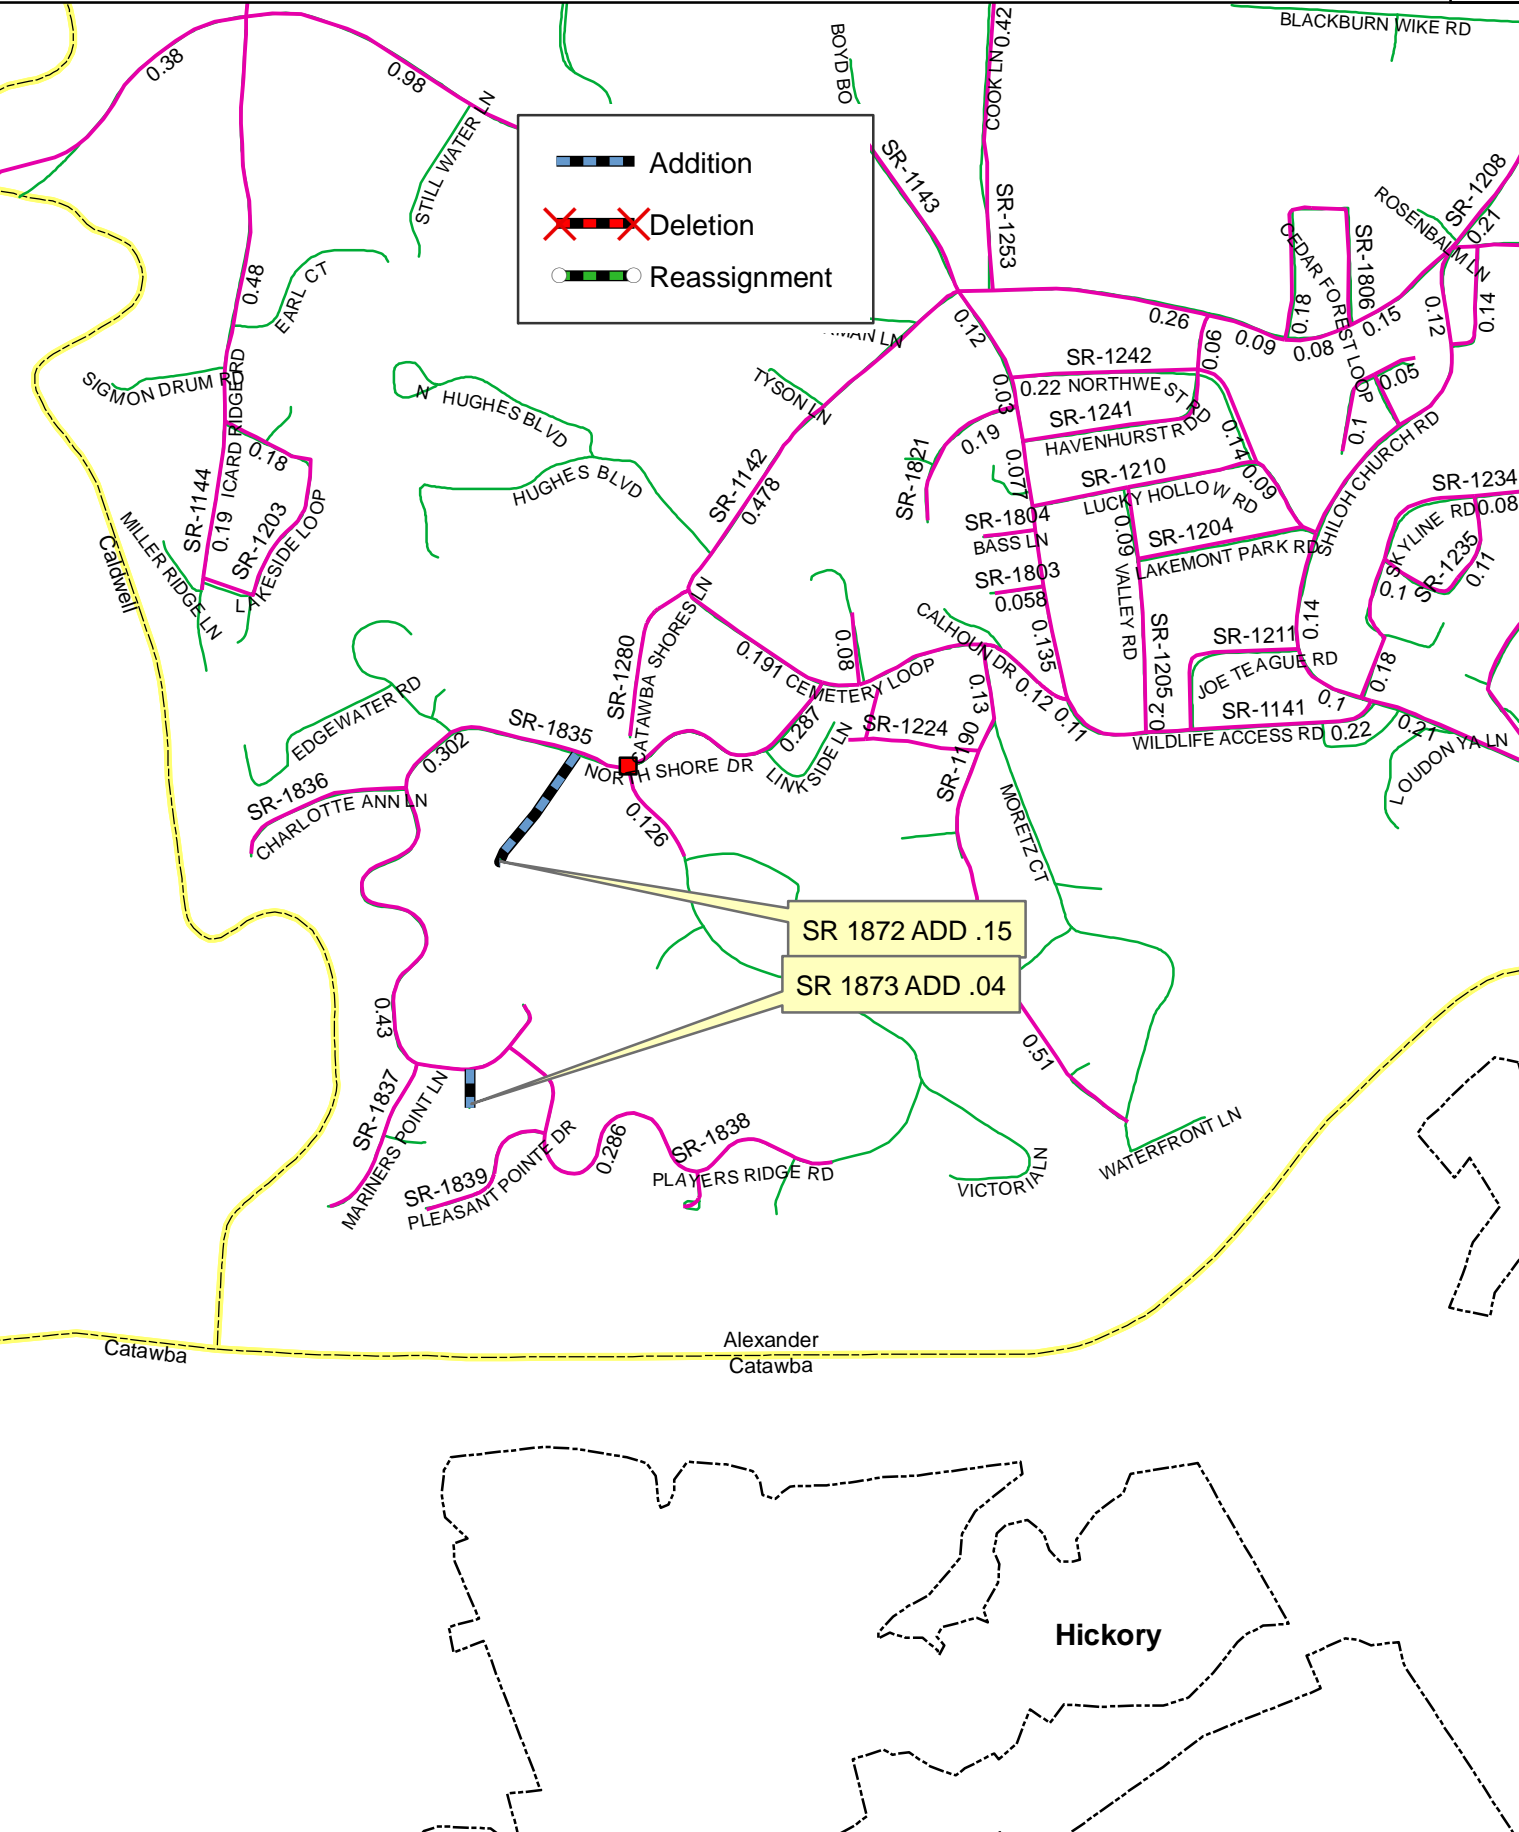 BLACKBURN WIKE RD
0.38
0.98
BOYD BO
0.42
COOK LN
STILL WATER LN
Addition
Deletion
Reassignment
SR-1143
SR-1253
SR-1208
0.21
ROSENBALM LN
CEDAR FOREST LOOP
SR-1806
0.18
0.15
0.12
0.14
0.48
EARL CT
0.26
0.09
0.08
0.06
0.12
SIGMON DRUM RD
ICARD RIDGE RD
N HUGHES BLVD
HUGHES BLVD
TYSON LN
SR-1242
0.22 NORTHWEST RD
0.03
SR-1241
HAVENHURST RD
0.05
0.1
0.18
SR-1144
0.19
SR-1203
LAKESIDE LOOP
MILLER RIDGE LN
SR-1142
0.478
0.19
SR-1821
0.077
SR-1210
LUCKY HOLLOW RD
0.14
0.09
SHILOH CHURCH RD
SR-1234
SKYLINE RD
0.08
SR-1235
0.11
0.1
SR-1804
BASS LN
SR-1803
0.058
0.09
VALLEY RD
SR-1204
LAKEMONT PARK RD
Caldwell
SR-1280
CATAWBA SHORES LN
0.191
CEMETERY LOOP
0.08
CALHOUN DR
0.135
0.12
0.11
0.13
SR-1205
0.2
SR-1211
JOE TEAGUE RD
0.14
0.18
0.1
SR-1141
WILDLIFE ACCESS RD
0.22
0.21
LOUDON YA LN
EDGEWATER RD
SR-1835
0.302
NORTH SHORE DR
0.287
LINKSIDE LN
SR-1224
SR-1190
MORETZ CT
SR-1836
CHARLOTTE ANN LN
0.126
SR 1872 ADD .15
SR 1873 ADD .04
0.43
0.51
SR-1837
MARINERS POINT LN
SR-1839
PLEASANT POINTE DR
0.286
SR-1838
PLAYERS RIDGE RD
VICTORIA LN
WATERFRONT LN
Catawba
Alexander
Catawba
Hickory